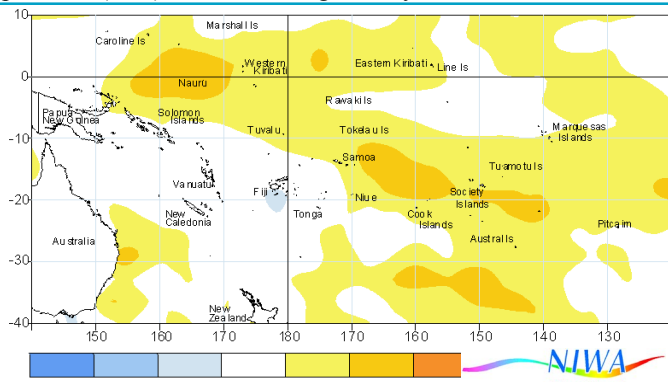 10
Marshall Is
Caroline Is
Western
Kiribati
Eastern Kiribati
Line Is
0
Nauru
Rawaki Is
Papua
New Guinea
Solomon
Islands
Tuvalu
Tokelau Is
Marquesas
Islands
-10
Samoa
Tuamotu Is
Vanuatu
Fiji
Niue
Society
Islands
-20
New
Caledonia
Tonga
Cook
Islands
Pitcairn
Australia
Austral Is
-30
New
Zealand
-40
150 160 170 180 170 160 150 140 130
NIWA